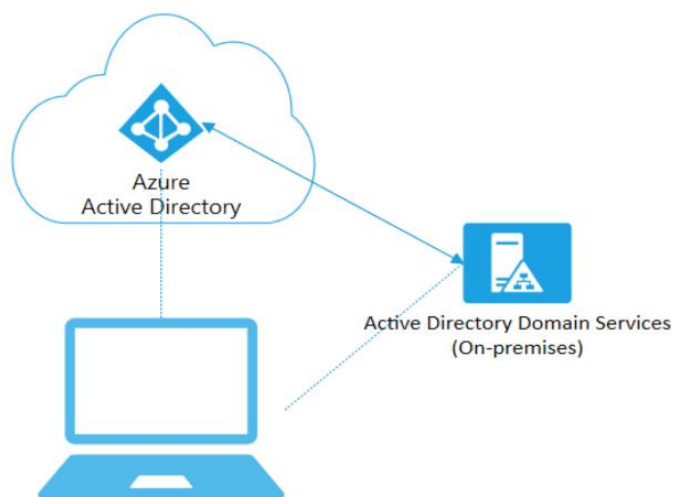 Azure
Active Directory
Active Directory Domain Services
(On-premises)